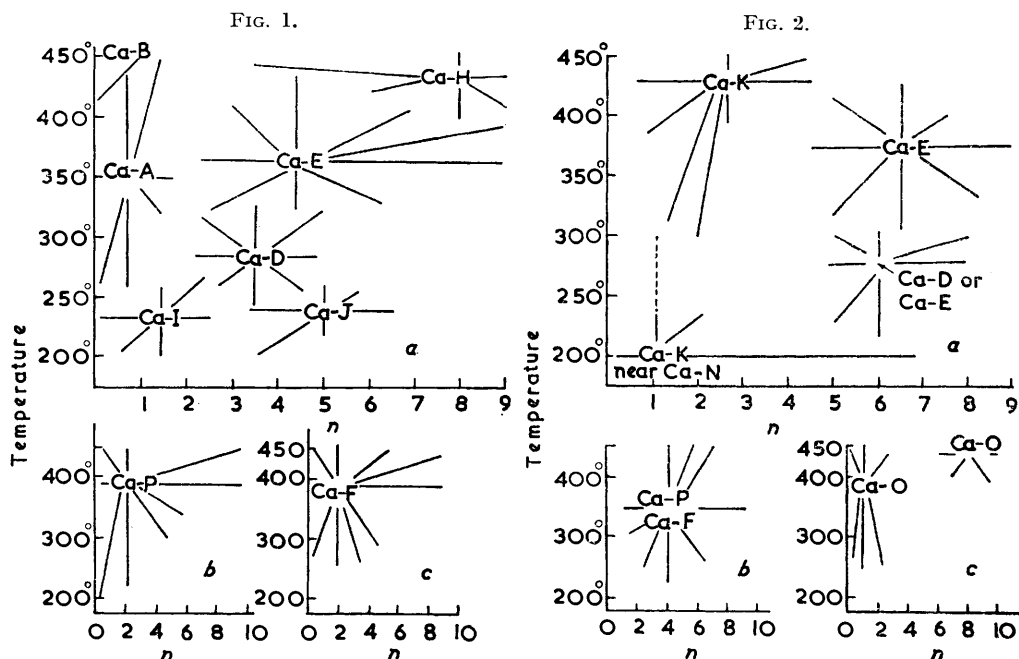 FIG. 1.
450°
400°
350°
300°
250°
200°
Temperature
Ca-B
Ca-H
Ca-A
Ca-E
Ca-D
Ca-I
Ca-J
a
1 2 3 4 5 6 7 8 9
n
400°
300°
200°
Ca-P
b
0 2 4 6 8 10
n
450
400
300
200
Ca-F
c
0 2 4 6 8 10
n
FIG. 2.
450°
400°
350°
300°
250°
200°
Temperature
Ca-K
Ca-E
Ca-D or
Ca-E
Ca-K
near Ca-N
a
1 2 3 4 5 6 7 8 9
n
400°
300°
200°
Ca-P
Ca-F
b
0 2 4 6 8 10
n
450
400
300
200
Ca-O
Ca-O
c
0 2 4 6 8 10
n